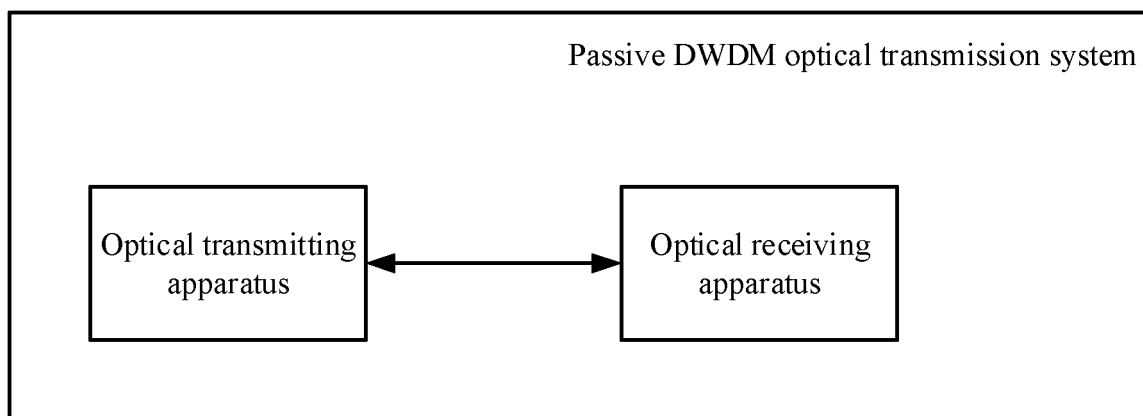 Passive DWDM optical transmission system
Optical transmitting
apparatus
Optical receiving
apparatus